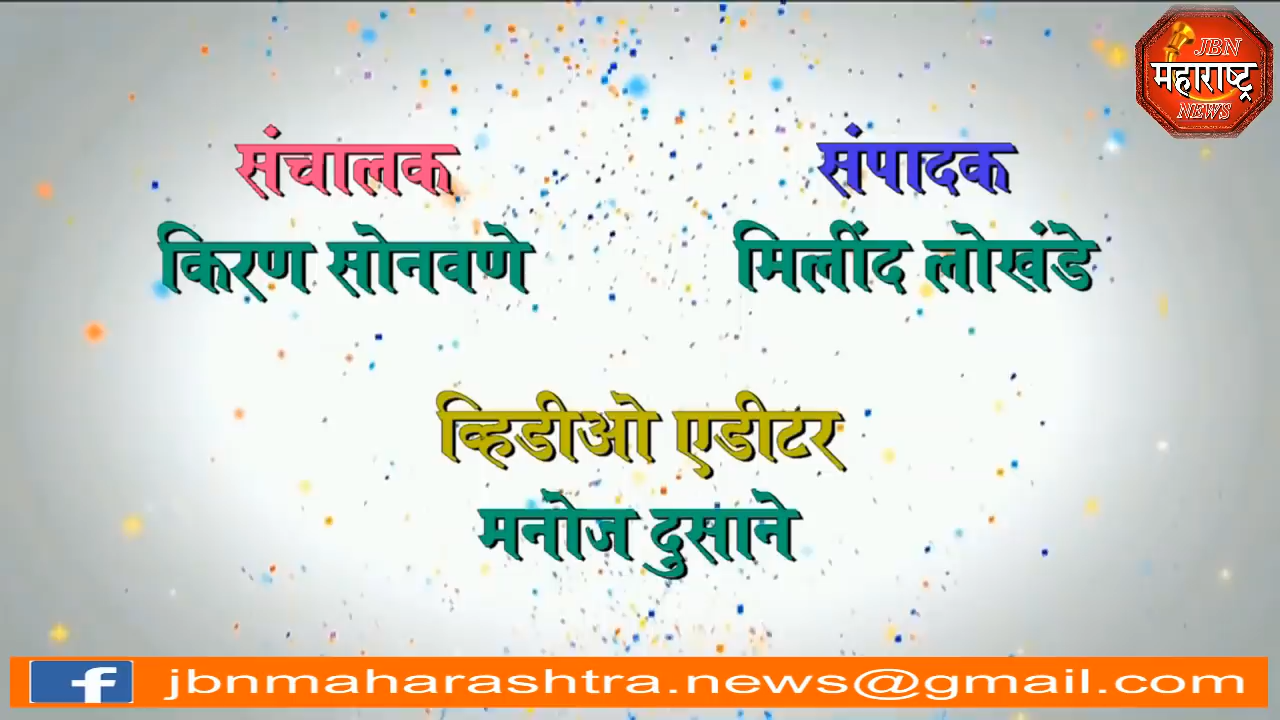 JBN
महाराष्ट्र
NEWS
संचालक
किरण सोनवणे
संपादक
मिलींद लोखंडे
व्हिडीओ एडीटर
मनोज दुसाने
f jbnmaharashtra.news@gmail.com